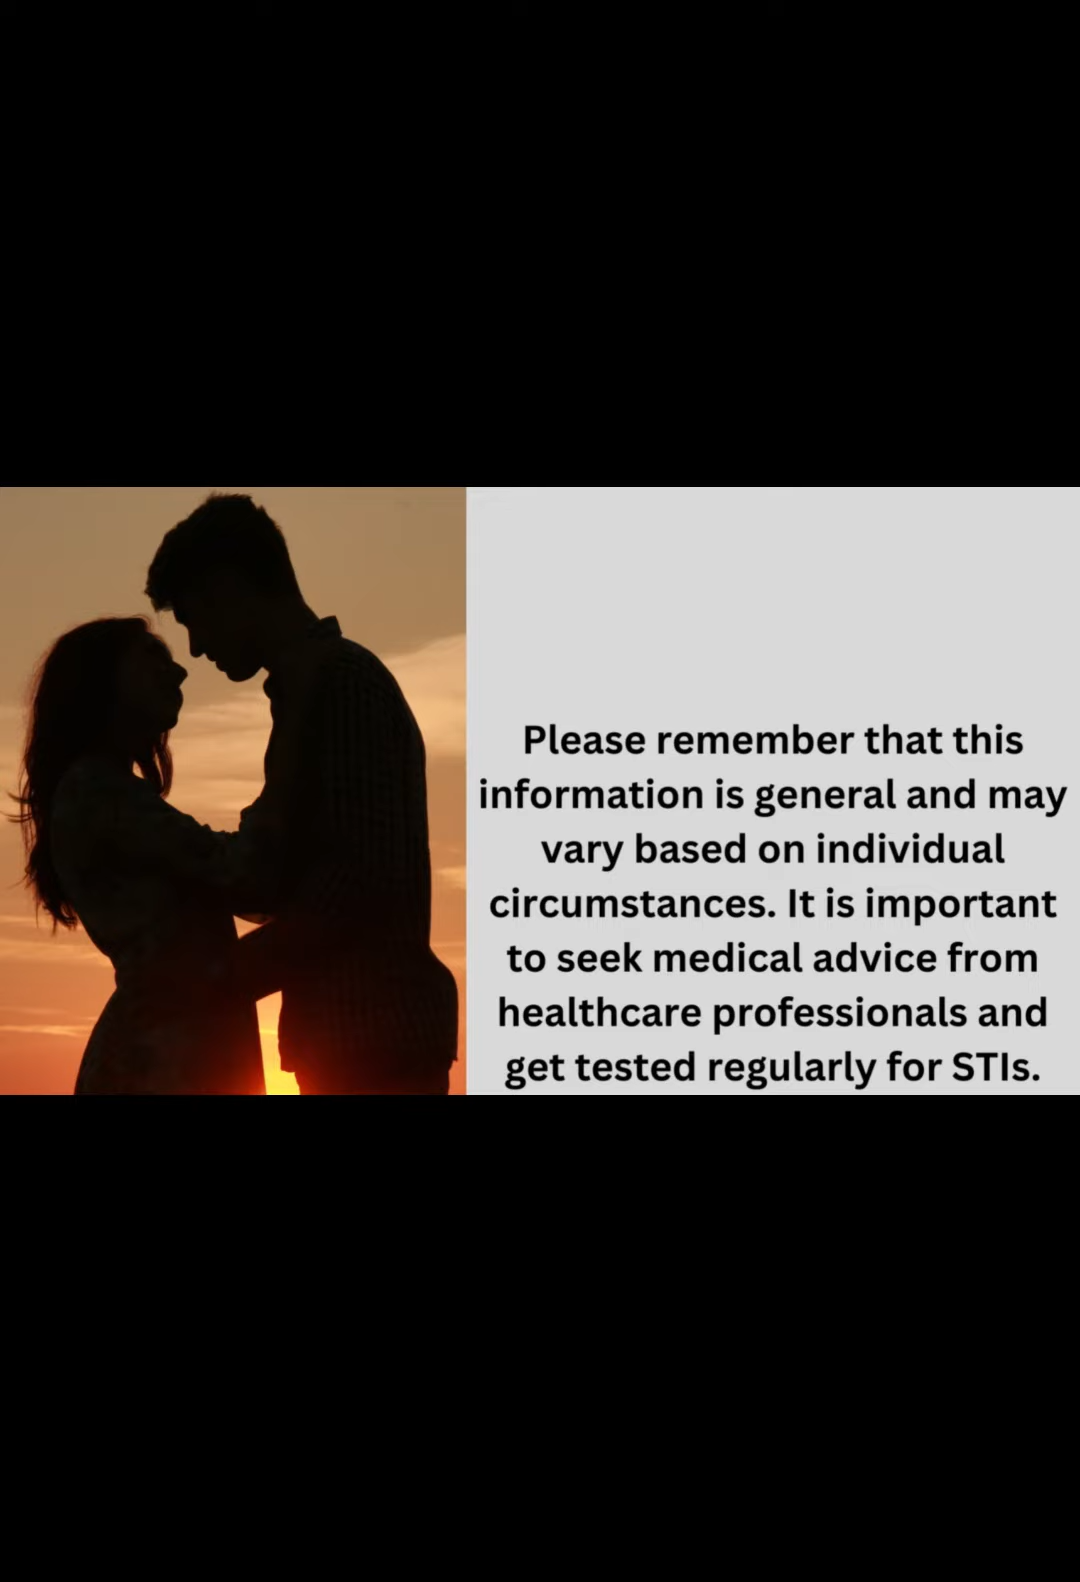 Please remember that this
information is general and may
vary based on individual
circumstances. It is important
to seek medical advice from
healthcare professionals and
get tested regularly for STIs.